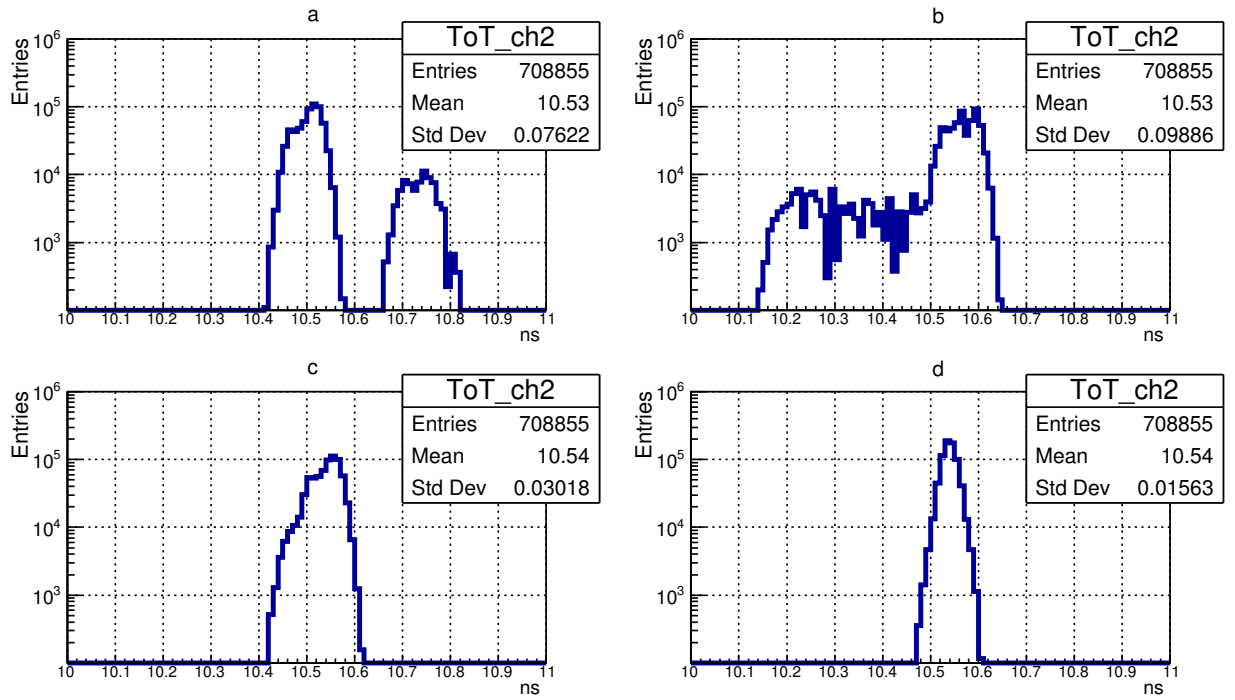 a
ToT_ch2
Entries 708855
Mean 10.53
Std Dev 0.07622
Entries
10^6
10^5
10^4
10^3
10 10.1 10.2 10.3 10.4 10.5 10.6 10.7 10.8 10.9 11
ns
b
ToT_ch2
Entries 708855
Mean 10.53
Std Dev 0.09886
Entries
10^6
10^5
10^4
10^3
10 10.1 10.2 10.3 10.4 10.5 10.6 10.7 10.8 10.9 11
ns
c
ToT_ch2
Entries 708855
Mean 10.54
Std Dev 0.03018
Entries
10^6
10^5
10^4
10^3
10 10.1 10.2 10.3 10.4 10.5 10.6 10.7 10.8 10.9 11
ns
d
ToT_ch2
Entries 708855
Mean 10.54
Std Dev 0.01563
Entries
10^6
10^5
10^4
10^3
10 10.1 10.2 10.3 10.4 10.5 10.6 10.7 10.8 10.9 11
ns